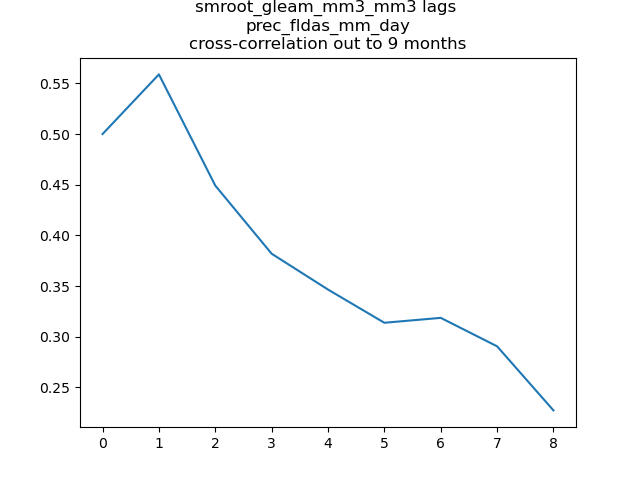 smroot_gleam_mm3_mm3 lags
prec_fldas_mm_day
cross-correlation out to 9 months
0.55
0.50
0.45
0.40
0.35
0.30
0.25
0 1 2 3 4 5 6 7 8